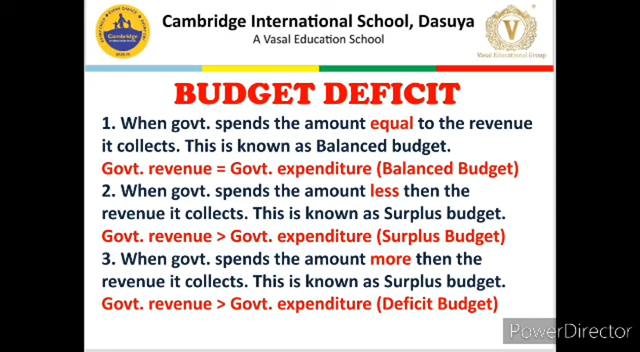 Cambridge International School, Dasuya
A Vasal Education School
Cambridge
Vasal Educational Group
BUDGET DEFICIT
1. When govt. spends the amount equal to the revenue
it collects. This is known as Balanced budget.
Govt. revenue = Govt. expenditure (Balanced Budget)
2. When govt. spends the amount less then the
revenue it collects. This is known as Surplus budget.
Govt. revenue > Govt. expenditure (Surplus Budget)
3. When govt. spends the amount more then the
revenue it collects. This is known as Surplus budget.
Govt. revenue > Govt. expenditure (Deficit Budget)
PowerDirector